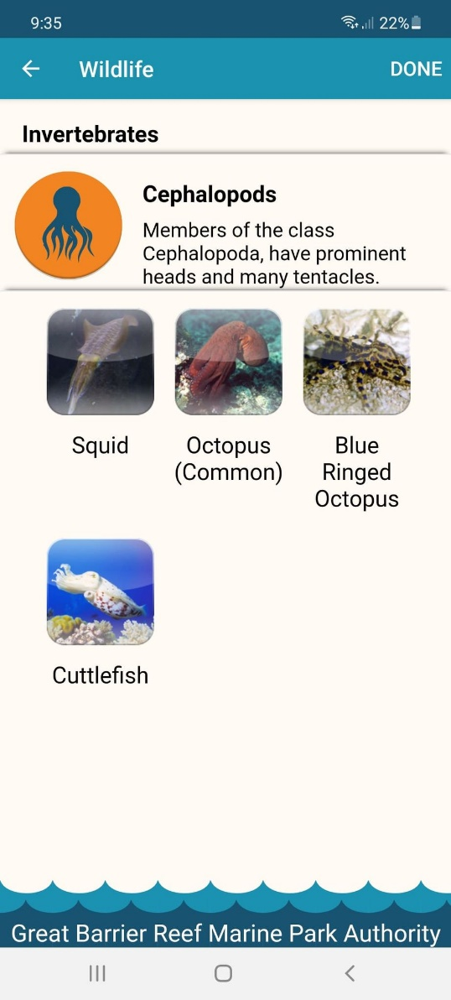 9:35
22%
Wildlife
DONE
Invertebrates
Cephalopods
Members of the class
Cephalopoda, have prominent
heads and many tentacles.
Squid
Octopus
(Common)
Blue
Ringed
Octopus
Cuttlefish
Great Barrier Reef Marine Park Authority